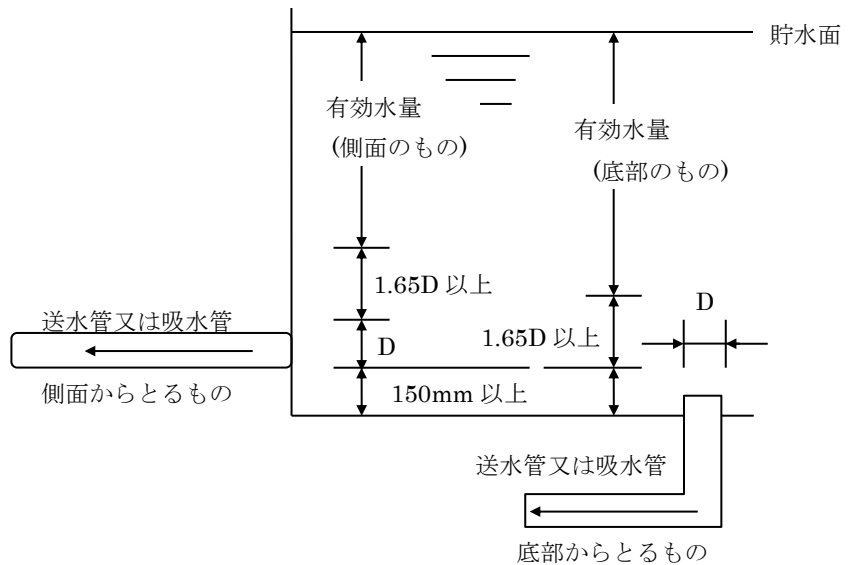 貯水面
有効水量
(側面のもの)
有効水量
(底部のもの)
1.65D 以上
D
送水管又は吸水管
D
1.65D 以上
側面からとるもの
150mm 以上
送水管又は吸水管
底部からとるもの